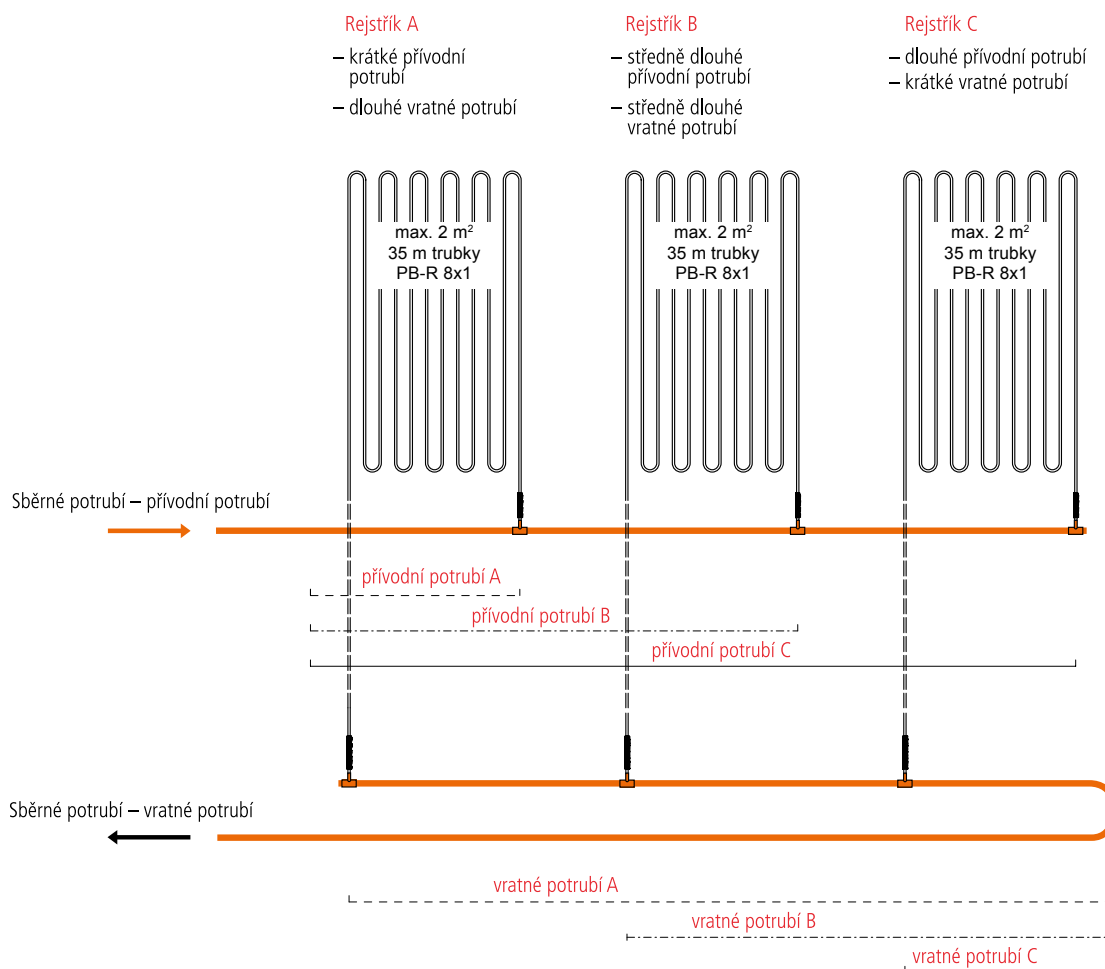 Rejstřík A
– krátké přívodní
potrubí
– dlouhé vratné potrubí
Rejstřík B
– středně dlouhé
přívodní potrubí
– středně dlouhé
vratné potrubí
Rejstřík C
– dlouhé přívodní potrubí
– krátké vratné potrubí
max. 2 m²
35 m trubky
PB-R 8x1
max. 2 m²
35 m trubky
PB-R 8x1
max. 2 m²
35 m trubky
PB-R 8x1
Sběrné potrubí – přívodní potrubí
přívodní potrubí A
přívodní potrubí B
přívodní potrubí C
Sběrné potrubí – vratné potrubí
vratné potrubí A
vratné potrubí B
vratné potrubí C